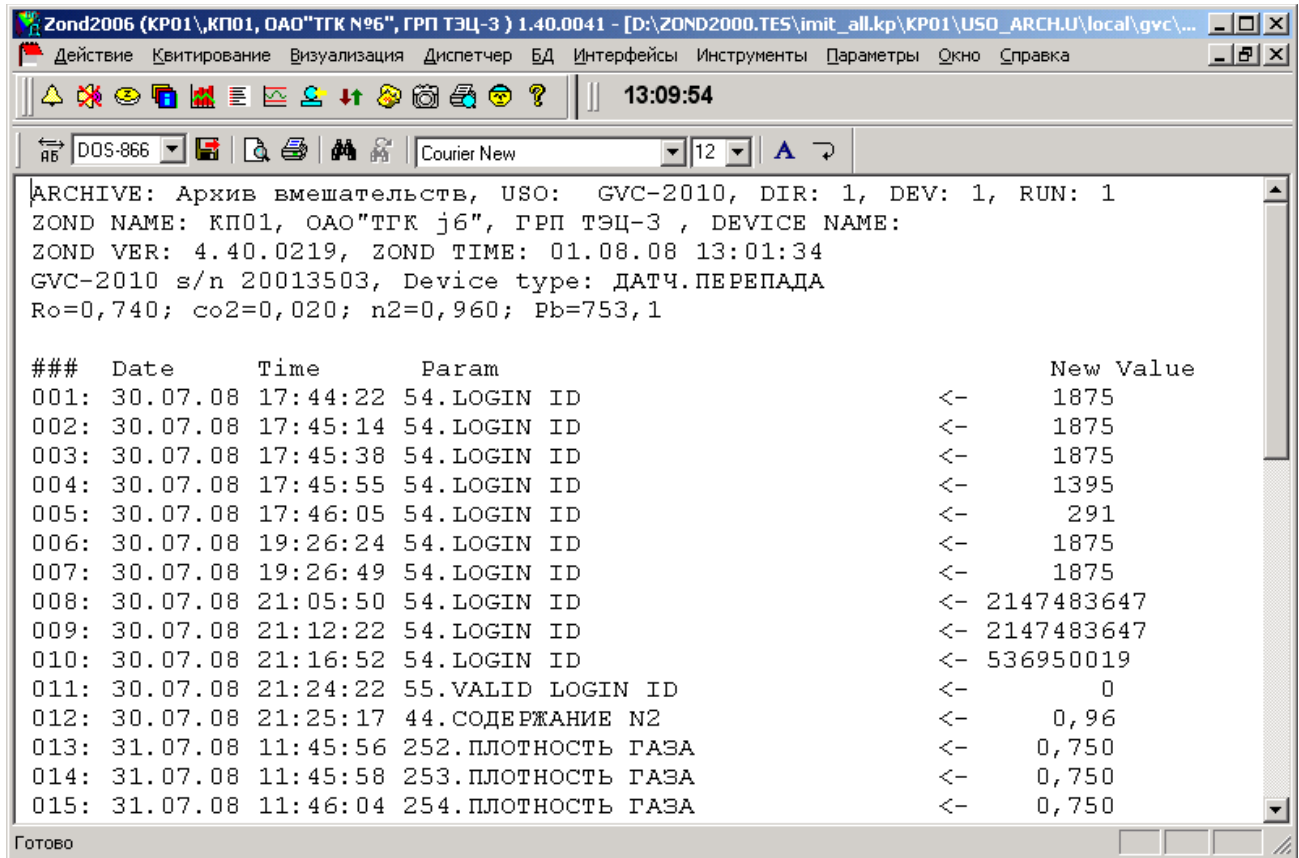 Zond2006 (KP01\,,КП01, ОАО"ТГК №6", ГРП ТЭЦ-3 ) 1.40.0041 - [D:\ZOND2000.TES\imit_all.kp\KP01\USO_ARCH.U\local\gvc\...
Действие Квитирование Визуализация Диспетчер БД Интерфейсы Инструменты Параметры Окно Справка
13:09:54
АБ DOS-866 Courier New 12 A
ARCHIVE: Архив вмешательств, USO: GVC-2010, DIR: 1, DEV: 1, RUN: 1
ZOND NAME: КП01, ОАО"ТГК j6", ГРП ТЭЦ-3 , DEVICE NAME:
ZOND VER: 4.40.0219, ZOND TIME: 01.08.08 13:01:34
GVC-2010 s/n 20013503, Device type: ДАТЧ.ПЕРЕПАДА
Ro=0,740; co2=0,020; n2=0,960; Pb=753,1
### Date Time Param New Value
001: 30.07.08 17:44:22 54.LOGIN ID <- 1875
002: 30.07.08 17:45:14 54.LOGIN ID <- 1875
003: 30.07.08 17:45:38 54.LOGIN ID <- 1875
004: 30.07.08 17:45:55 54.LOGIN ID <- 1395
005: 30.07.08 17:46:05 54.LOGIN ID <- 291
006: 30.07.08 19:26:24 54.LOGIN ID <- 1875
007: 30.07.08 19:26:49 54.LOGIN ID <- 1875
008: 30.07.08 21:05:50 54.LOGIN ID <- 2147483647
009: 30.07.08 21:12:22 54.LOGIN ID <- 2147483647
010: 30.07.08 21:16:52 54.LOGIN ID <- 536950019
011: 30.07.08 21:24:22 55.VALID LOGIN ID <- 0
012: 30.07.08 21:25:17 44.СОДЕРЖАНИЕ N2 <- 0,96
013: 31.07.08 11:45:56 252.ПЛОТНОСТЬ ГАЗА <- 0,750
014: 31.07.08 11:45:58 253.ПЛОТНОСТЬ ГАЗА <- 0,750
015: 31.07.08 11:46:04 254.ПЛОТНОСТЬ ГАЗА <- 0,750
Готово